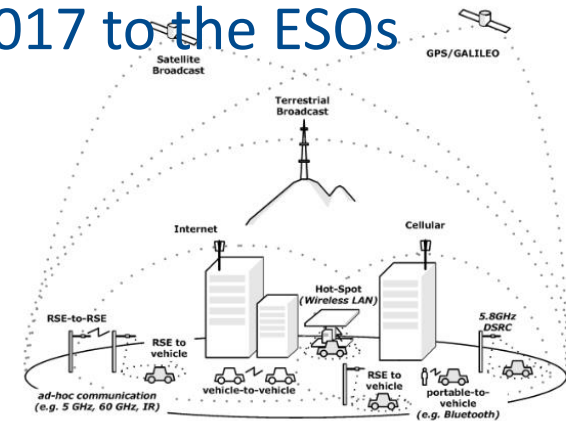 017 to the ESOs
Satellite
Broadcast
GPS/GALILEO
Terrestrial
Broadcast
Internet
Cellular
Hot-Spot
(Wireless LAN)
RSE-to-RSE
5.8GHz
DSRC
RSE to
vehicle
vehicle-to-vehicle
RSE to
vehicle
portable-to-
vehicle
(e.g. Bluetooth)
ad-hoc communication
(e.g. 5 GHz, 60 GHz, IR)